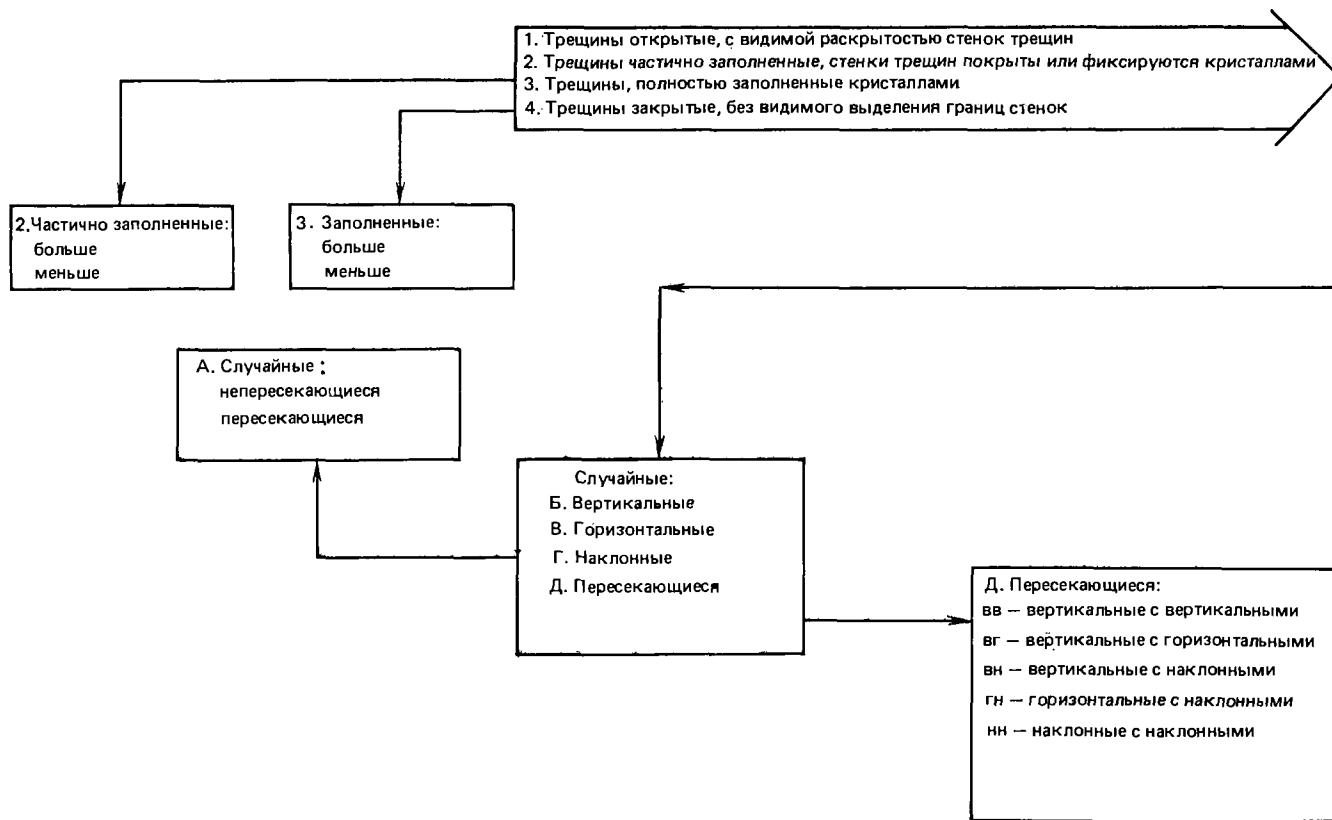 1. Трещины открытые, с видимой раскрытостью стенок трещин
2. Трещины частично заполненные, стенки трещин покрыты или фиксируются кристаллами
3. Трещины, полностью заполненные кристаллами
4. Трещины закрытые, без видимого выделения границ стенок
2. Частично заполненные:
больше
меньше
3. Заполненные:
больше
меньше
А. Случайные:
непересекающиеся
пересекающиеся
Случайные:
Б. Вертикальные
В. Горизонтальные
Г. Наклонные
Д. Пересекающиеся
Д. Пересекающиеся:
вв — вертикальные с вертикальными
вг — вертикальные с горизонтальными
вн — вертикальные с наклонными
гн — горизонтальные с наклонными
нн — наклонные с наклонными